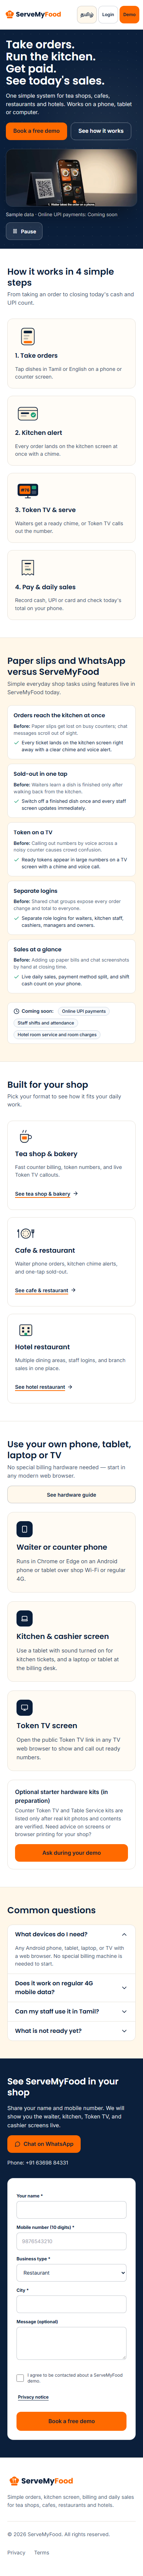 ServeMyFood
தமிழ்
Login
Demo
Take orders.
Run the kitchen.
Get paid.
See today's sales.
One simple system for tea shops, cafes,
restaurants and hotels. Works on a phone, tablet
or computer.
Book a free demo
See how it works
Sample data · Online UPI payments: Coming soon
Pause
How it works in 4 simple
steps
From taking an order to closing today's cash and
UPI count.
1. Take orders
Tap dishes in Tamil or English on a phone or
counter screen.
2. Kitchen alert
Every order lands on the kitchen screen at
once with a chime.
3. Token TV & serve
Waiters get a ready chime, or Token TV calls
out the number.
4. Pay & daily sales
Record cash, UPI or card and check today's
total on your phone.
Paper slips and WhatsApp
versus ServeMyFood
Simple everyday shop tasks using features live in
ServeMyFood today.
Orders reach the kitchen at once
Before: Paper slips get lost on busy counters; chat
messages scroll out of sight.
Every ticket lands on the kitchen screen right
away with a clear chime and voice alert.
Sold-out in one tap
Before: Waiters learn a dish is finished only after
walking back from the kitchen.
Switch off a finished dish once and every staff
screen updates immediately.
Token on a TV
Before: Calling out numbers by voice across a
noisy counter causes crowd confusion.
Ready tokens appear in large numbers on a TV
screen with a chime and voice call.
Separate logins
Before: Shared chat groups expose every order
change and total to everyone.
Separate role logins for waiters, kitchen staff,
cashiers, managers and owners.
Sales at a glance
Before: Adding up paper bills and chat screenshots
by hand at closing time.
Live daily sales, payment method split, and shift
cash count on your phone.
Coming soon:
Online UPI payments
Staff shifts and attendance
Hotel room service and room charges
Built for your shop
Pick your format to see how it fits your daily
work.
Tea shop & bakery
Fast counter billing, token numbers, and live
Token TV callouts.
See tea shop & bakery →
Cafe & restaurant
Waiter phone orders, kitchen chime alerts,
and one-tap sold-out.
See cafe & restaurant →
Hotel restaurant
Multiple dining areas, staff logins, and branch
sales in one place.
See hotel restaurant →
Use your own phone, tablet,
laptop or TV
No special billing hardware needed — start in
any modern web browser.
See hardware guide
Waiter or counter phone
Runs in Chrome or Edge on an Android
phone or tablet over shop Wi-Fi or regular
4G.
Kitchen & cashier screen
Use a tablet with sound turned on for
kitchen tickets, and a laptop or tablet at
the billing desk.
Token TV screen
Open the public Token TV link in any TV
web browser to show and call out ready
numbers.
Optional starter hardware kits (in
preparation)
Counter Token TV and Table Service kits are
listed only after real kit photos and contents
are verified. Need advice on screens or
browser printing for your shop?
Ask during your demo
Common questions
What devices do I need?
Any Android phone, tablet, laptop, or TV with
a web browser. No special billing machine is
needed to start.
Does it work on regular 4G
mobile data?
Can my staff use it in Tamil?
What is not ready yet?
See ServeMyFood in your
shop
Share your name and mobile number. We will
show you the waiter, kitchen, Token TV, and
cashier screens live.
Chat on WhatsApp
Phone: +91 63698 84331
Your name *
Mobile number (10 digits) *
9876543210
Business type *
Restaurant
City *
Message (optional)
I agree to be contacted about a ServeMyFood
demo.
Privacy notice
Book a free demo
ServeMyFood
Simple orders, kitchen screen, billing and daily sales
for tea shops, cafes, restaurants and hotels.
© 2026 ServeMyFood. All rights reserved.
Privacy
Terms